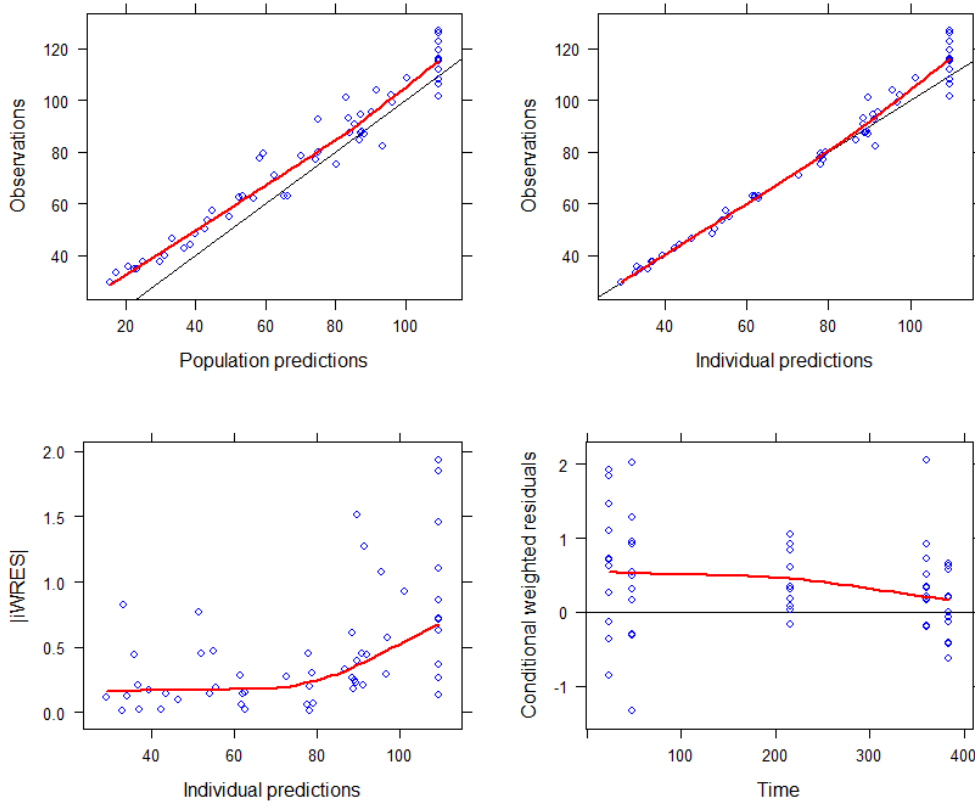 Observations
120
100
80
60
40
20 40 60 80 100
Population predictions
Observations
120
100
80
60
40
40 60 80 100
Individual predictions
|iWRES|
2.0
1.5
1.0
0.5
0.0
40 60 80 100
Individual predictions
Conditional weighted residuals
2
1
0
-1
100 200 300 400
Time